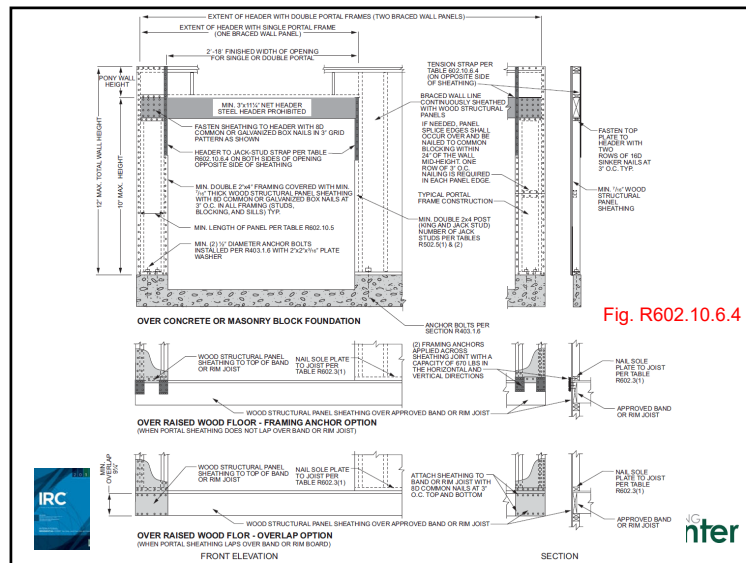 EXTENT OF HEADER WITH DOUBLE PORTAL FRAMES (TWO BRACED WALL PANELS)
EXTENT OF HEADER WITH SINGLE PORTAL FRAME
(ONE BRACED WALL PANEL)
2'-18' FINISHED WIDTH OF OPENING
FOR SINGLE OR DOUBLE PORTAL
PONY WALL
HEIGHT
12" MAX. TOTAL WALL HEIGHT
10' MAX. HEIGHT
MIN. 3"x11¼" NET HEADER
STEEL HEADER PROHIBITED
FASTEN SHEATHING TO HEADER WITH 8D
COMMON OR GALVANIZED BOX NAILS IN 3" GRID
PATTERN AS SHOWN
HEADER TO JACK-STUD STRAP PER TABLE
R602.10.6.4 ON BOTH SIDES OF OPENING
OPPOSITE SIDE OF SHEATHING
MIN. DOUBLE 2"x4" FRAMING COVERED WITH MIN.
7/16" THICK WOOD STRUCTURAL PANEL SHEATHING
WITH 8D COMMON OR GALVANIZED BOX NAILS AT
3" O.C. IN ALL FRAMING (STUDS,
BLOCKING, AND SILLS) TYP.
MIN. LENGTH OF PANEL PER TABLE R602.10.5
MIN. (2) ½" DIAMETER ANCHOR BOLTS
INSTALLED PER R403.1.6 WITH 2"x2"x3/16" PLATE
WASHER
TENSION STRAP PER
TABLE 602.10.6.4
(ON OPPOSITE SIDE
OF SHEATHING)
BRACED WALL LINE
CONTINUOUSLY SHEATHED
WITH WOOD STRUCTURAL
PANELS
IF NEEDED, PANEL
SPLICE EDGES SHALL
OCCUR OVER AND BE
NAILED TO COMMON
BLOCKING WITHIN
24" OF THE WALL
MID-HEIGHT. ONE
ROW OF 3" O.C.
NAILING IS REQUIRED
IN EACH PANEL EDGE.
TYPICAL PORTAL
FRAME CONSTRUCTION
MIN. DOUBLE 2x4 POST
(KING AND JACK STUD)
NUMBER OF JACK
STUDS PER TABLES
R502.5(1) & (2)
FASTEN TOP
PLATE TO
HEADER WITH
TWO
ROWS OF 16D
SINKER NAILS AT
3" O.C. TYP.
MIN. 7/16" WOOD
STRUCTURAL
PANEL
SHEATHING
Fig. R602.10.6.4
ANCHOR BOLTS PER
SECTION R403.1.6
OVER CONCRETE OR MASONRY BLOCK FOUNDATION
WOOD STRUCTURAL PANEL
SHEATHING TO TOP OF BAND
OR RIM JOIST
NAIL SOLE PLATE
TO JOIST PER
TABLE R602.3(1)
(2) FRAMING ANCHORS
APPLIED ACROSS
SHEATHING JOINT WITH A
CAPACITY OF 670 LBS IN
THE HORIZONTAL AND
VERTICAL DIRECTIONS
NAIL SOLE
PLATE TO JOIST
PER TABLE
R602.3(1)
APPROVED BAND
OR RIM JOIST
WOOD STRUCTURAL PANEL SHEATHING OVER APPROVED BAND OR RIM JOIST
OVER RAISED WOOD FLOOR - FRAMING ANCHOR OPTION
(WHEN PORTAL SHEATHING DOES NOT LAP OVER BAND OR RIM JOIST)
MIN.
OVERLAP
9¼"
WOOD STRUCTURAL PANEL
SHEATHING TO TOP OF BAND
OR RIM JOIST
NAIL SOLE PLATE
TO JOIST PER
TABLE R602.3(1)
ATTACH SHEATHING TO
BAND OR RIM JOIST WITH
8D COMMON NAILS AT 3"
O.C. TOP AND BOTTOM
NAIL SOLE
PLATE TO JOIST
PER TABLE
R602.3(1)
APPROVED BAND
OR RIM JOIST
WOOD STRUCTURAL PANEL SHEATHING OVER APPROVED BAND OR RIM JOIST
OVER RAISED WOOD FLOOR - OVERLAP OPTION
(WHEN PORTAL SHEATHING LAPS OVER BAND OR RIM BOARD)
FRONT ELEVATION
SECTION
IRC
NG
nter